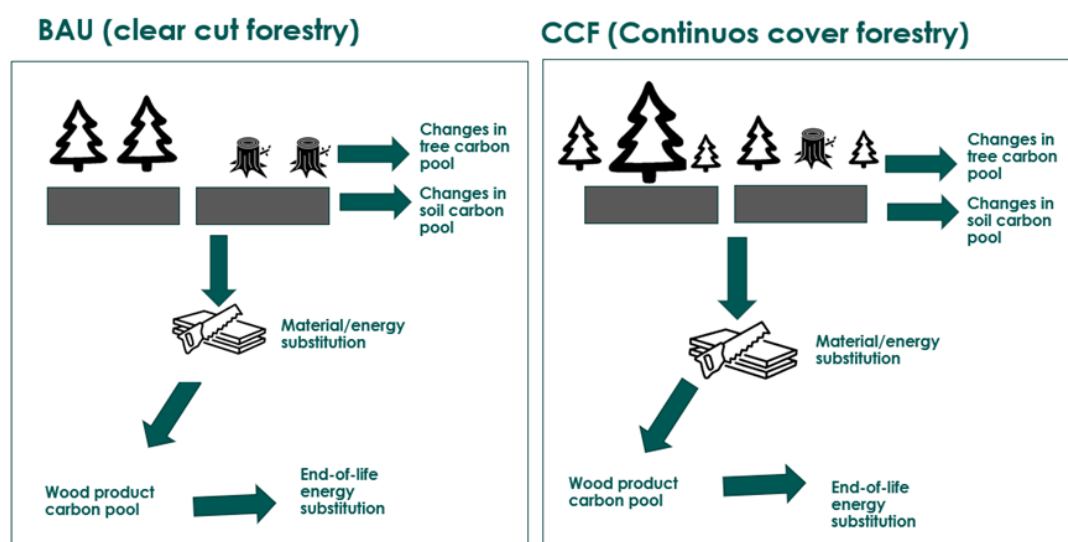 BAU (clear cut forestry)
Changes in
tree carbon
pool
Changes in
soil carbon
pool
Material/energy
substitution
Wood product
carbon pool
End-of-life
energy
substitution
CCF (Continuos cover forestry)
Changes in
tree carbon
pool
Changes in
soil carbon
pool
Material/energy
substitution
Wood product
carbon pool
End-of-life
energy
substitution